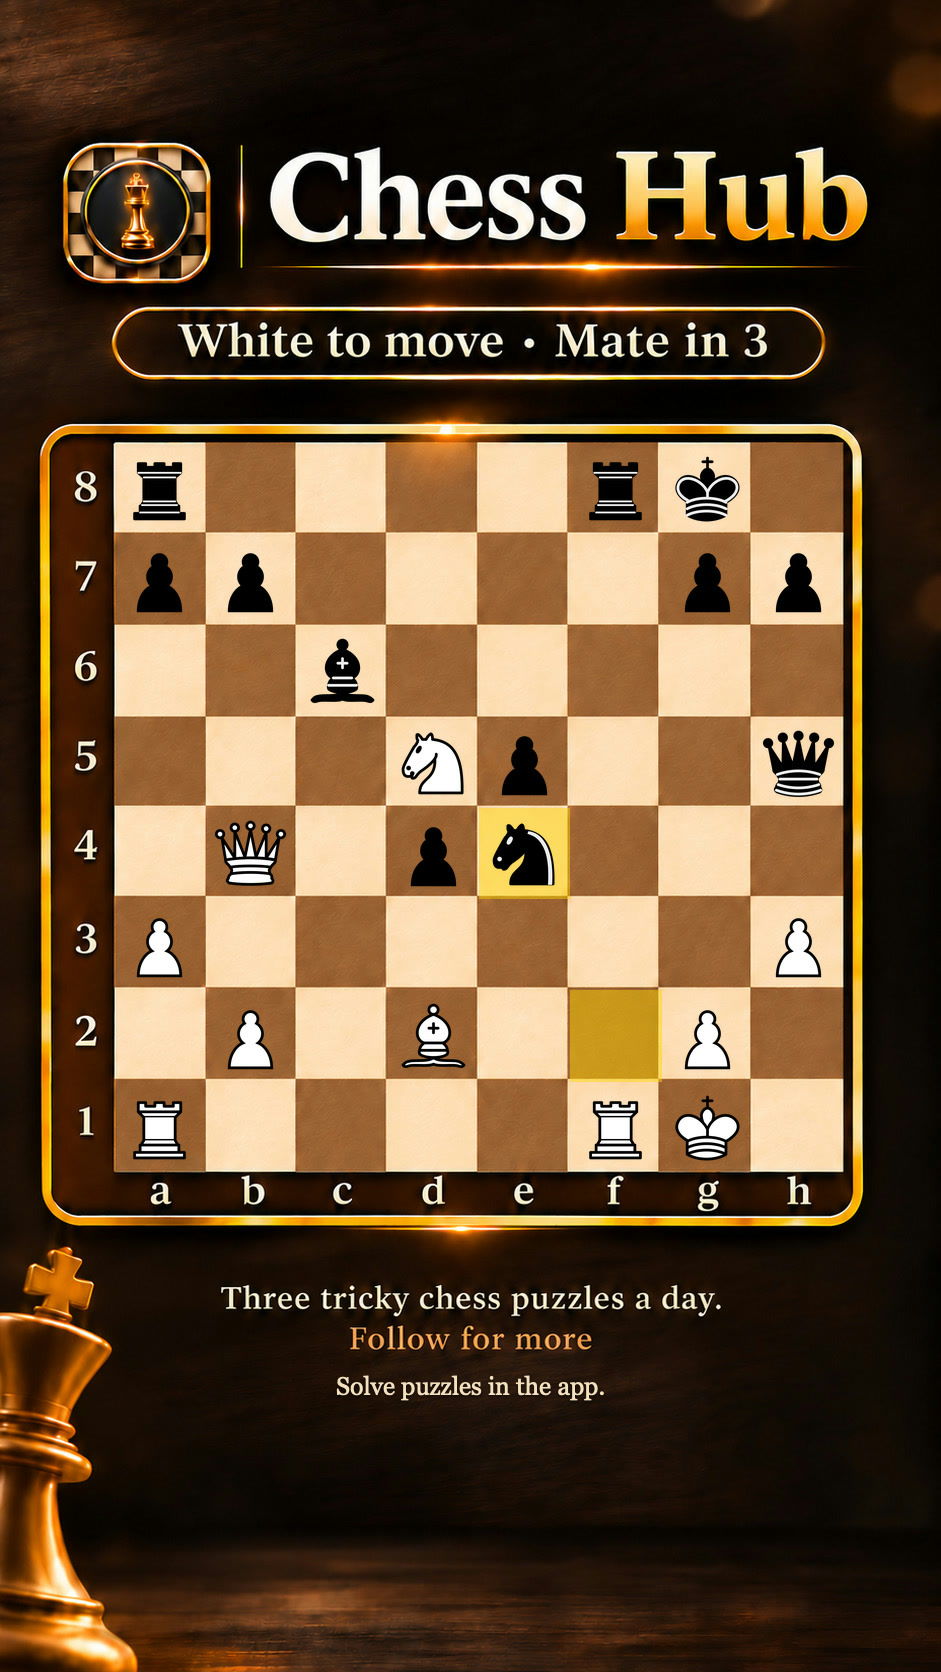 Chess Hub
White to move • Mate in 3
8
7
6
5
4
3
2
1
a b c d e f g h
Three tricky chess puzzles a day.
Follow for more
Solve puzzles in the app.